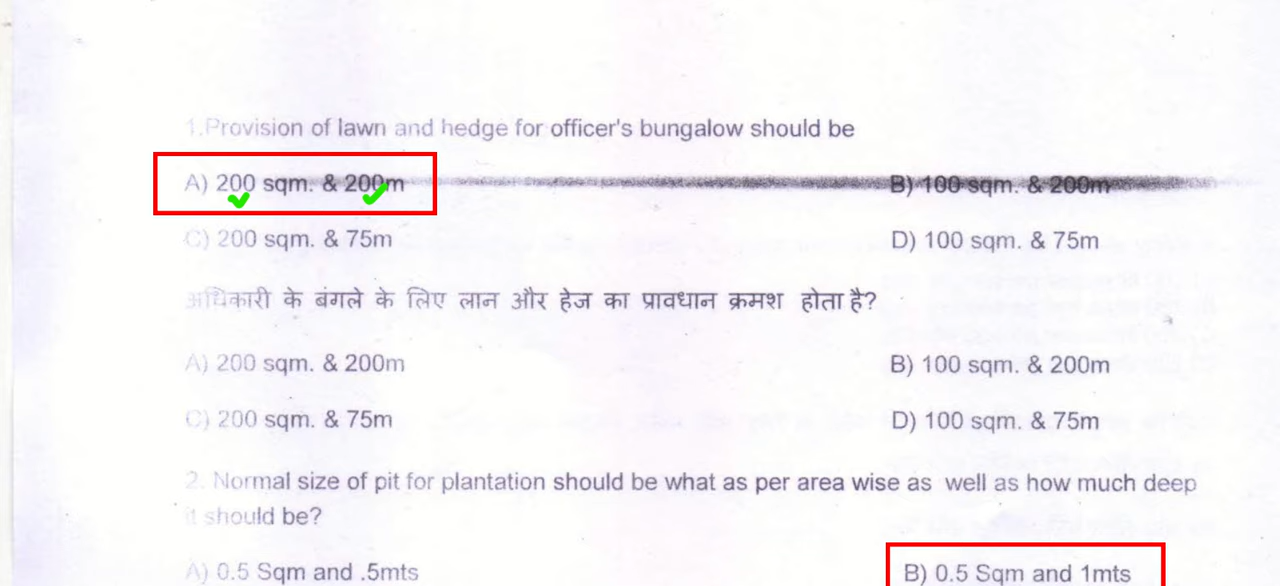 1.Provision of lawn and hedge for officer's bungalow should be
A) 200 sqm. & 200m B) 100 sqm. & 200m
C) 200 sqm. & 75m D) 100 sqm. & 75m
अधिकारी के बंगले के लिए लान और हेज का प्रावधान क्रमश होता है?
A) 200 sqm. & 200m B) 100 sqm. & 200m
C) 200 sqm. & 75m D) 100 sqm. & 75m
2. Normal size of pit for plantation should be what as per area wise as well as how much deep
it should be?
A) 0.5 Sqm and .5mts B) 0.5 Sqm and 1mts